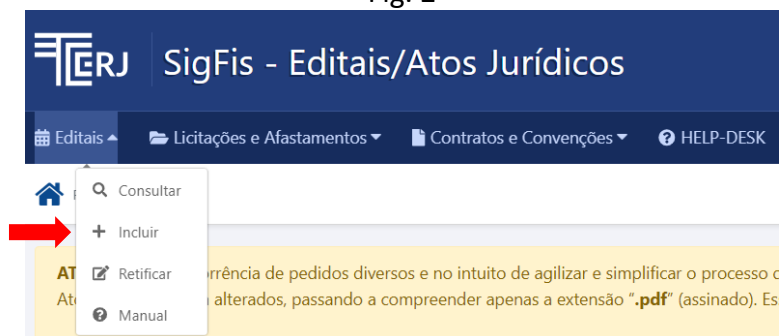 Fig. 2
TCERJ SigFis - Editais/Atos Jurídicos
Editais Licitações e Afastamentos Contratos e Convenções HELP-DESK
Consultar
Incluir
AT rrência de pedidos diversos e no intuito de agilizar e simplificar o processo
Retificar
Ato alterados, passando a compreender apenas a extensão ".pdf" (assinado). Es
Manual